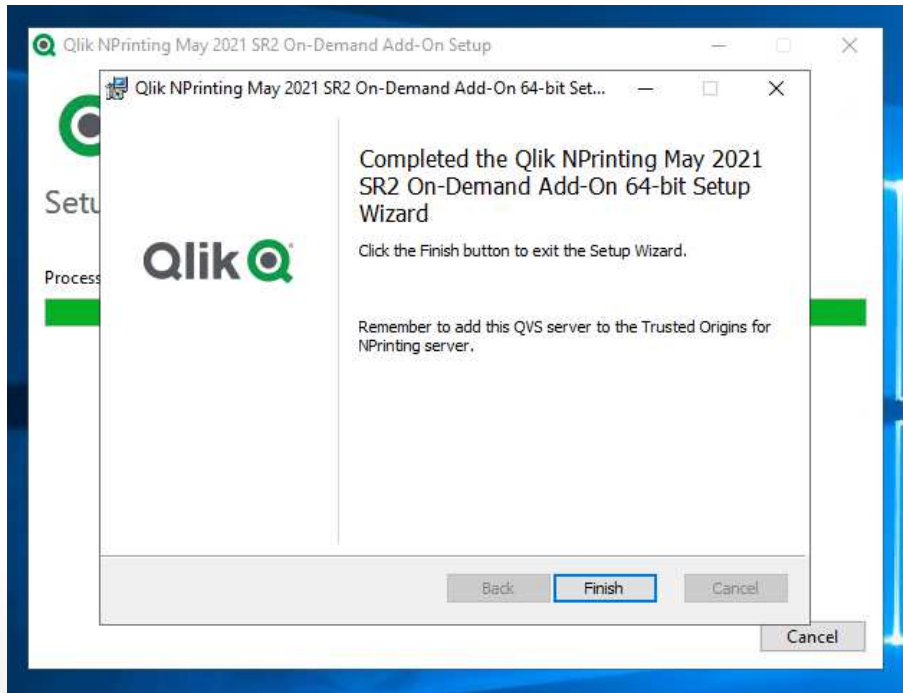 Qlik NPrinting May 2021 SR2 On-Demand Add-On Setup
Qlik NPrinting May 2021 SR2 On-Demand Add-On 64-bit Set...
Setu
Process
Qlik
Completed the Qlik NPrinting May 2021
SR2 On-Demand Add-On 64-bit Setup
Wizard
Click the Finish button to exit the Setup Wizard.
Remember to add this QVS server to the Trusted Origins for
NPrinting server.
Back Finish Cancel
Cancel